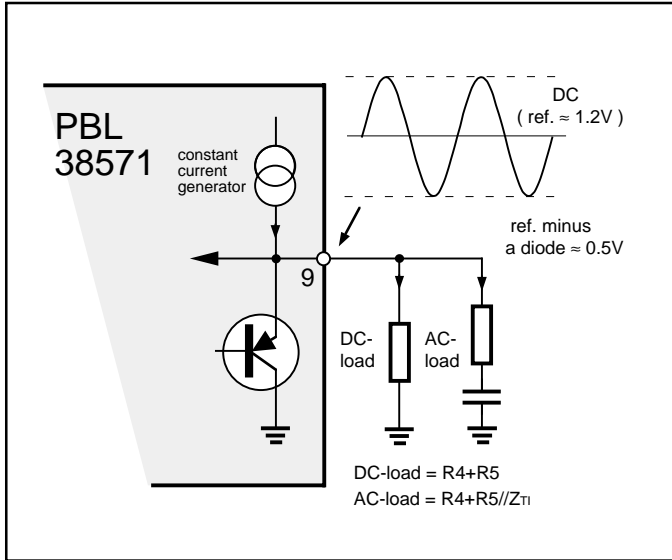 PBL
38571
constant
current
generator
DC
( ref. ≈ 1.2V )
ref. minus
a diode ≈ 0.5V
9
DC-
load
AC-
load
DC-load = R4+R5
AC-load = R4+R5//ZTI